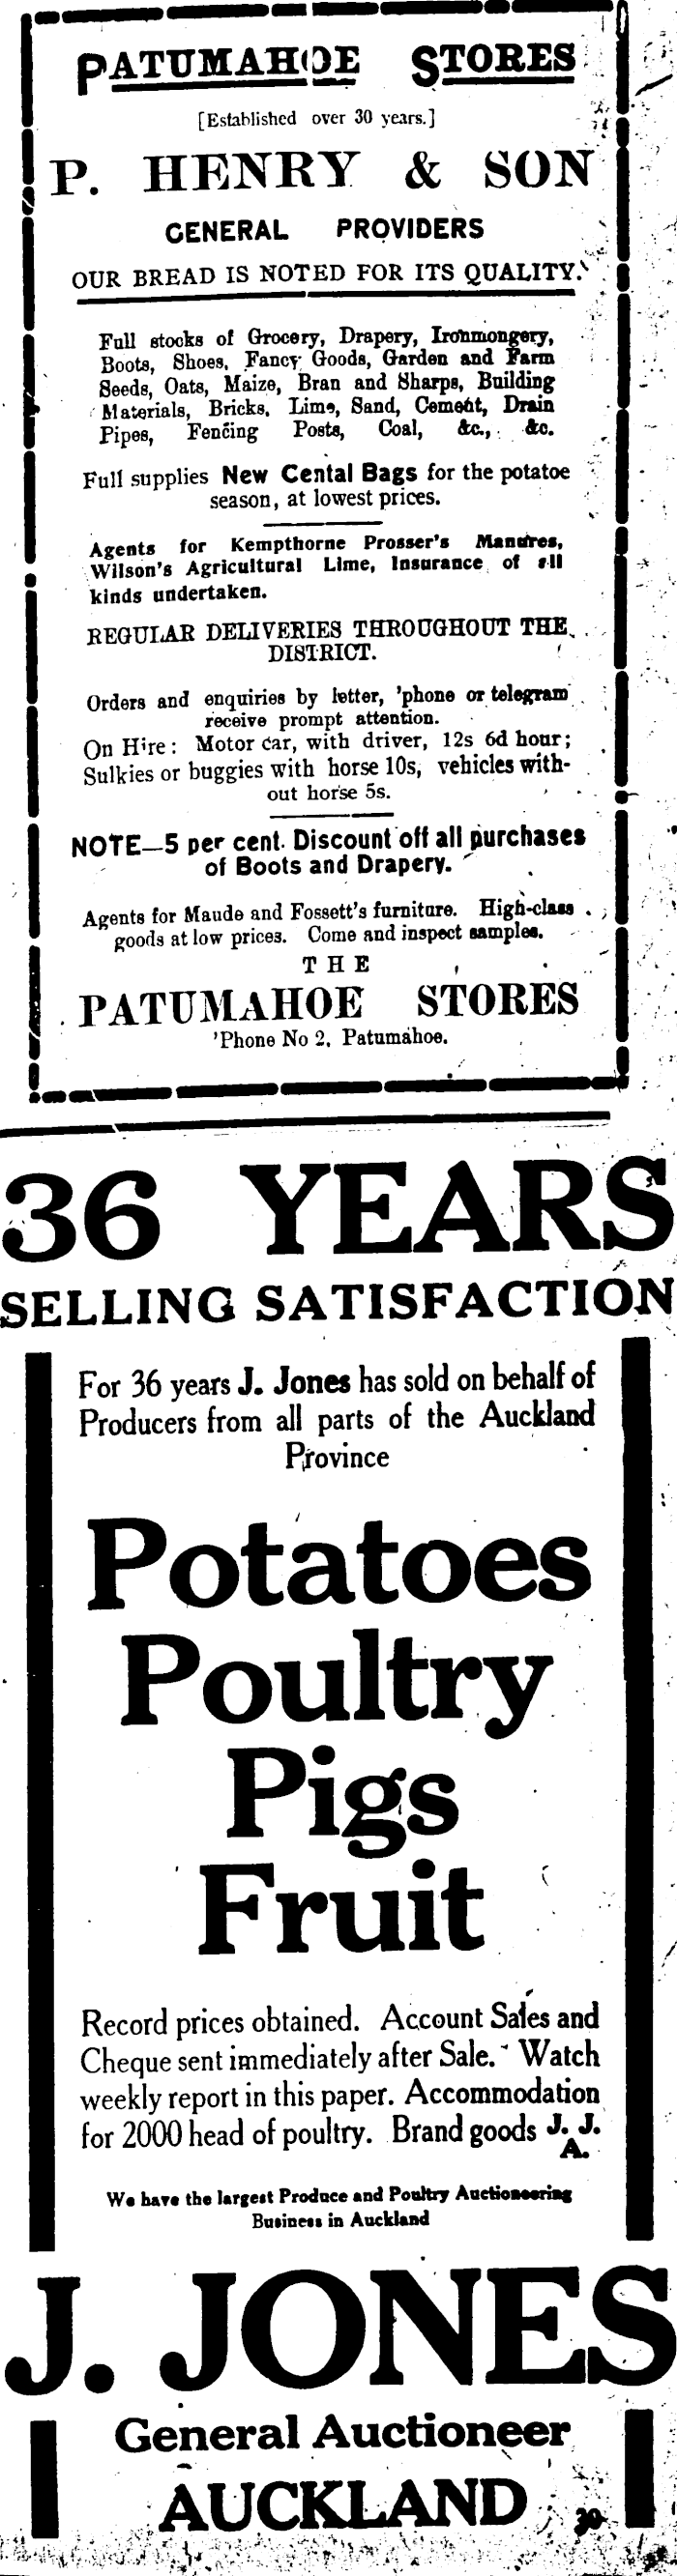 PATUMAHOE STORES
[Established over 30 years.]
P. HENRY & SON
GENERAL PROVIDERS
OUR BREAD IS NOTED FOR ITS QUALITY.
Full stocks of Grocery, Drapery, Ironmongery,
Boots, Shoes, Fancy Goods, Garden and Farm
Seeds, Oats, Maize, Bran and Sharps, Building
Materials, Bricks, Lime, Sand, Cement, Drain
Pipes, Fencing Posts, Coal, &c., &c.
Full supplies New Cental Bags for the potatoe
season, at lowest prices.
Agents for Kempthorne Prosser's Manures,
Wilson's Agricultural Lime, Insurance of all
kinds undertaken.
REGULAR DELIVERIES THROUGHOUT THE
DISTRICT.
Orders and enquiries by letter, 'phone or telegram
receive prompt attention.
On Hire: Motor Car, with driver, 12s 6d hour;
Sulkies or buggies with horse 10s, vehicles with-
out horse 5s.
NOTE—5 per cent. Discount off all purchases
of Boots and Drapery.
Agents for Maude and Fossett's furniture. High-class
goods at low prices. Come and inspect samples.
THE
PATUMAHOE STORES
'Phone No 2, Patumahoe.
36 YEARS
SELLING SATISFACTION
For 36 years J. Jones has sold on behalf of
Producers from all parts of the Auckland
Province
Potatoes
Poultry
Pigs
Fruit
Record prices obtained. Account Sales and
Cheque sent immediately after Sale. Watch
weekly report in this paper. Accommodation
for 2000 head of poultry. Brand goods J. J.
A.
We have the largest Produce and Poultry Auctioneering
Business in Auckland
J. JONES
General Auctioneer
AUCKLAND 30